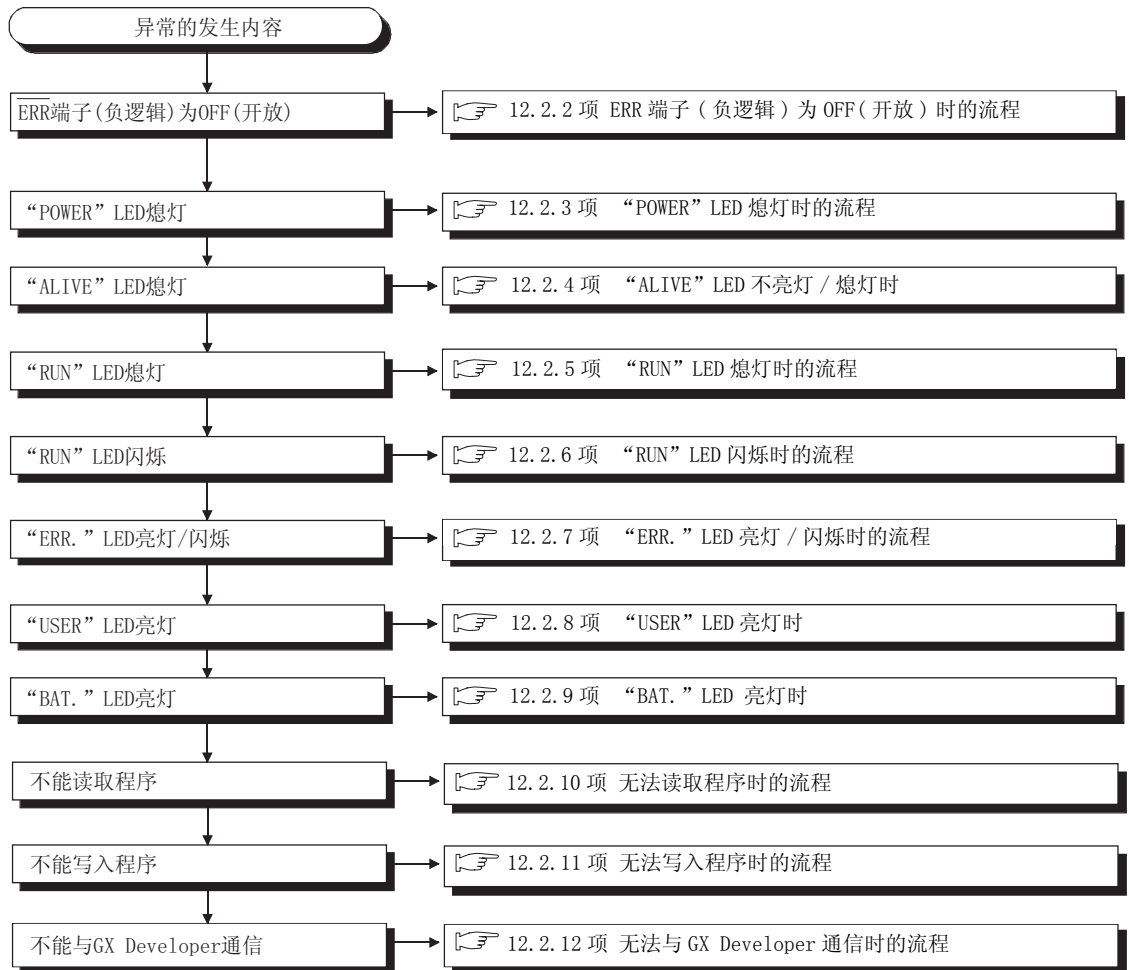 异常的发生内容
ERR端子(负逻辑)为OFF(开放)
12.2.2 项 ERR 端子 ( 负逻辑 ) 为 OFF( 开放 ) 时的流程
“POWER”LED熄灯
12.2.3 项 “POWER”LED 熄灯时的流程
“ALIVE”LED熄灯
12.2.4 项 “ALIVE”LED 不亮灯 / 熄灯时
“RUN”LED熄灯
12.2.5 项 “RUN”LED 熄灯时的流程
“RUN”LED闪烁
12.2.6 项 “RUN”LED 闪烁时的流程
“ERR.”LED亮灯/闪烁
12.2.7 项 “ERR.”LED 亮灯 / 闪烁时的流程
“USER”LED亮灯
12.2.8 项 “USER”LED 亮灯时
“BAT.”LED亮灯
12.2.9 项 “BAT.”LED 亮灯时
不能读取程序
12.2.10 项 无法读取程序时的流程
不能写入程序
12.2.11 项 无法写入程序时的流程
不能与GX Developer通信
12.2.12 项 无法与 GX Developer 通信时的流程